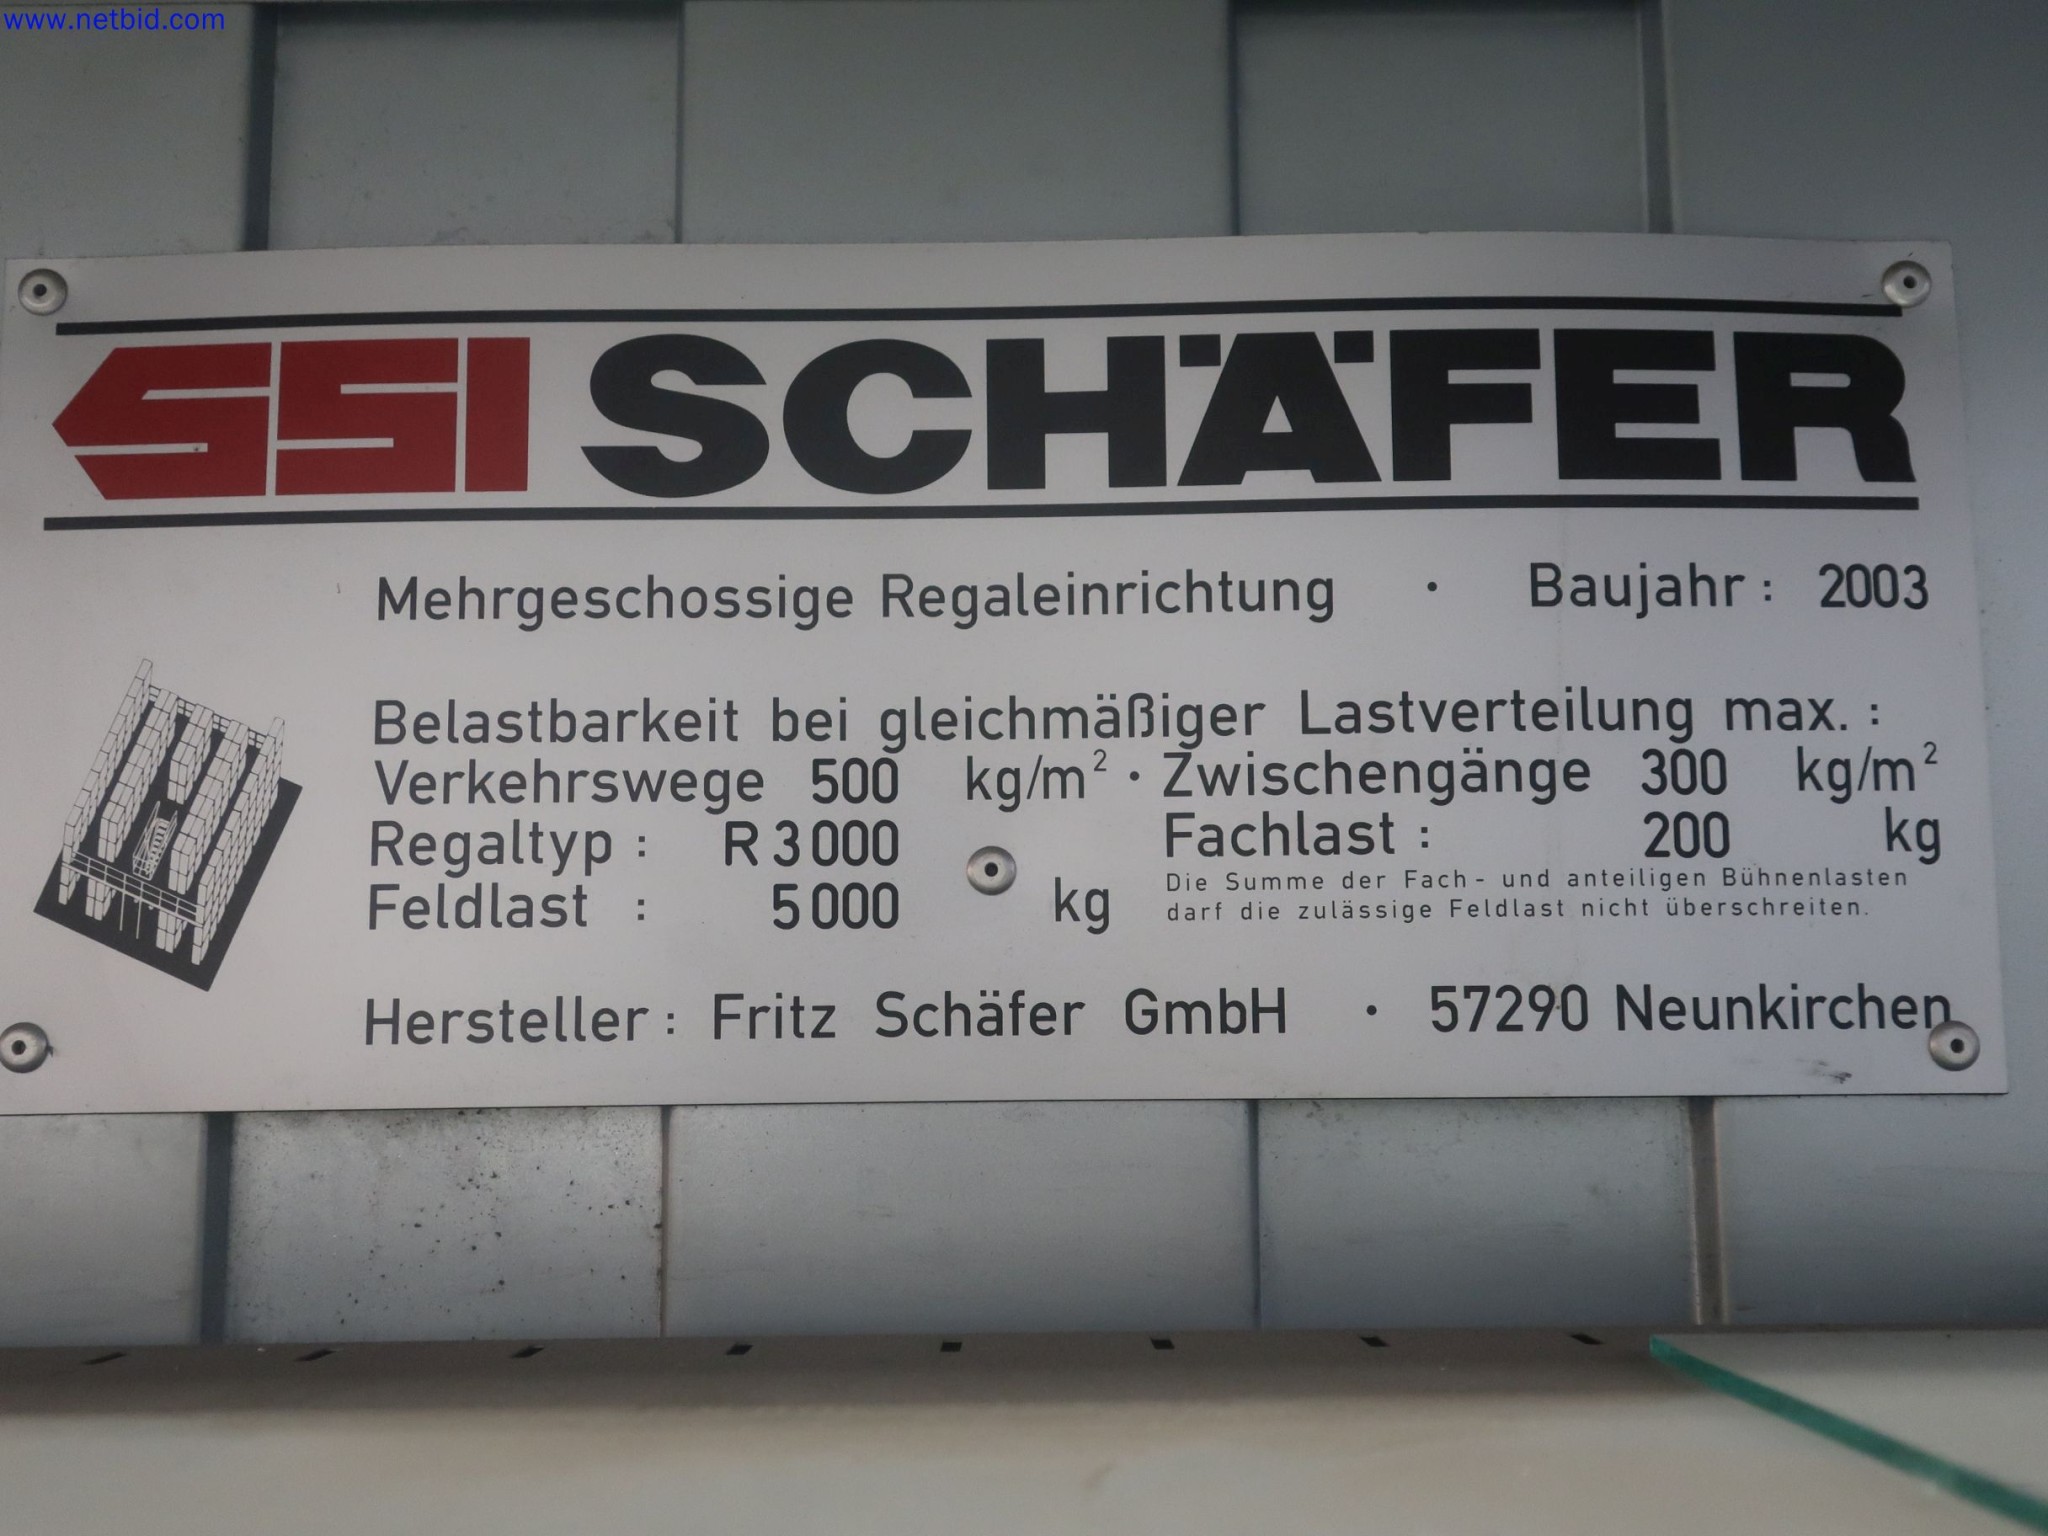 www.netbid.com
SSI SCHÄFER
Mehrgeschossige Regaleinrichtung · Baujahr: 2003
Belastbarkeit bei gleichmäßiger Lastverteilung max.:
Verkehrswege 500 kg/m² · Zwischengänge 300 kg/m²
Regaltyp: R 3000 Fachlast: 200 kg
Feldlast: 5000 kg
Die Summe der Fach- und anteiligen Bühnenlasten
darf die zulässige Feldlast nicht überschreiten.
Hersteller: Fritz Schäfer GmbH · 57290 Neunkirchen